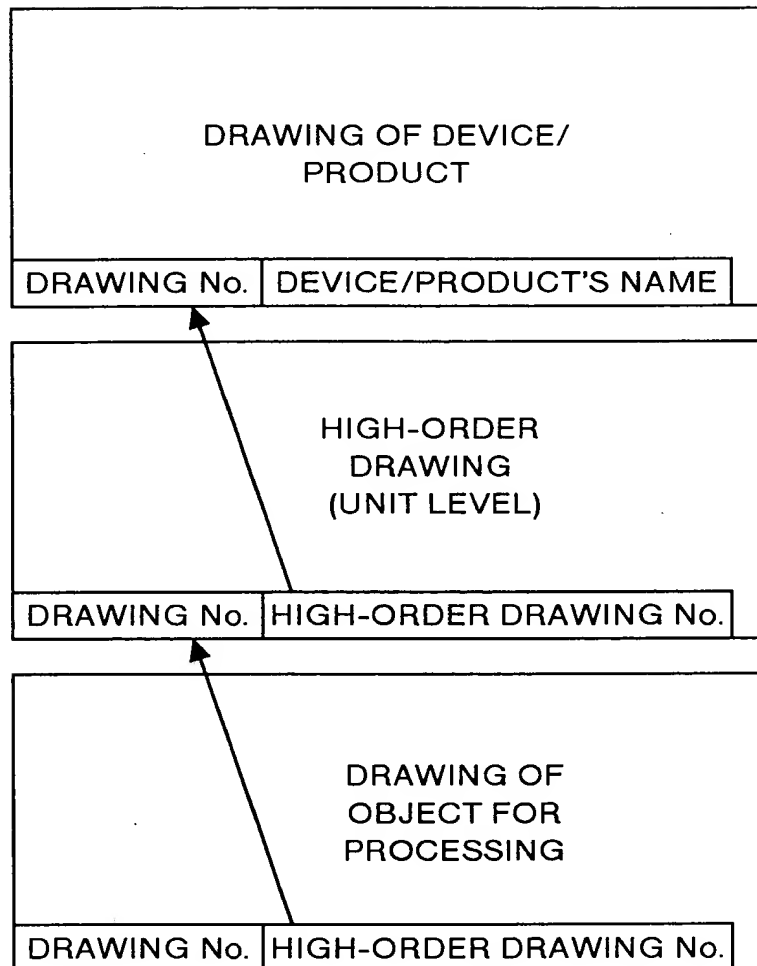 DRAWING OF DEVICE/
PRODUCT
DRAWING No. DEVICE/PRODUCT'S NAME
HIGH-ORDER
DRAWING
(UNIT LEVEL)
DRAWING No. HIGH-ORDER DRAWING No.
DRAWING OF
OBJECT FOR
PROCESSING
DRAWING No. HIGH-ORDER DRAWING No.